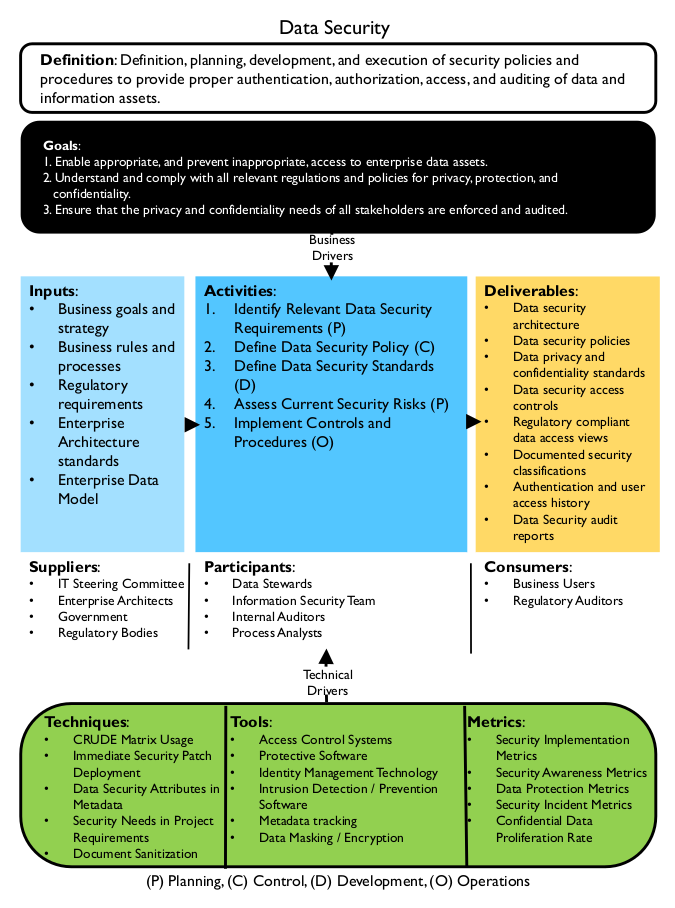 Data Security
Definition: Definition, planning, development, and execution of security policies and
procedures to provide proper authentication, authorization, access, and auditing of data and
information assets.
Goals:
1. Enable appropriate, and prevent inappropriate, access to enterprise data assets.
2. Understand and comply with all relevant regulations and policies for privacy, protection, and
confidentiality.
3. Ensure that the privacy and confidentiality needs of all stakeholders are enforced and audited.
Business
Drivers
Inputs:
• Business goals and
strategy
• Business rules and
processes
• Regulatory
requirements
• Enterprise
Architecture
standards
• Enterprise Data
Model
Activities:
1. Identify Relevant Data Security
Requirements (P)
2. Define Data Security Policy (C)
3. Define Data Security Standards
(D)
4. Assess Current Security Risks (P)
5. Implement Controls and
Procedures (O)
Deliverables:
• Data security
architecture
• Data security policies
• Data privacy and
confidentiality standards
• Data security access
controls
• Regulatory compliant
data access views
• Documented security
classifications
• Authentication and user
access history
• Data Security audit
reports
Suppliers:
• IT Steering Committee
• Enterprise Architects
• Government
• Regulatory Bodies
Participants:
• Data Stewards
• Information Security Team
• Internal Auditors
• Process Analysts
Consumers:
• Business Users
• Regulatory Auditors
Technical
Drivers
Techniques:
• CRUDE Matrix Usage
• Immediate Security Patch
Deployment
• Data Security Attributes in
Metadata
• Security Needs in Project
Requirements
• Document Sanitization
Tools:
• Access Control Systems
• Protective Software
• Identity Management Technology
• Intrusion Detection / Prevention
Software
• Metadata tracking
• Data Masking / Encryption
Metrics:
• Security Implementation
Metrics
• Security Awareness Metrics
• Data Protection Metrics
• Security Incident Metrics
• Confidential Data
Proliferation Rate
(P) Planning, (C) Control, (D) Development, (O) Operations